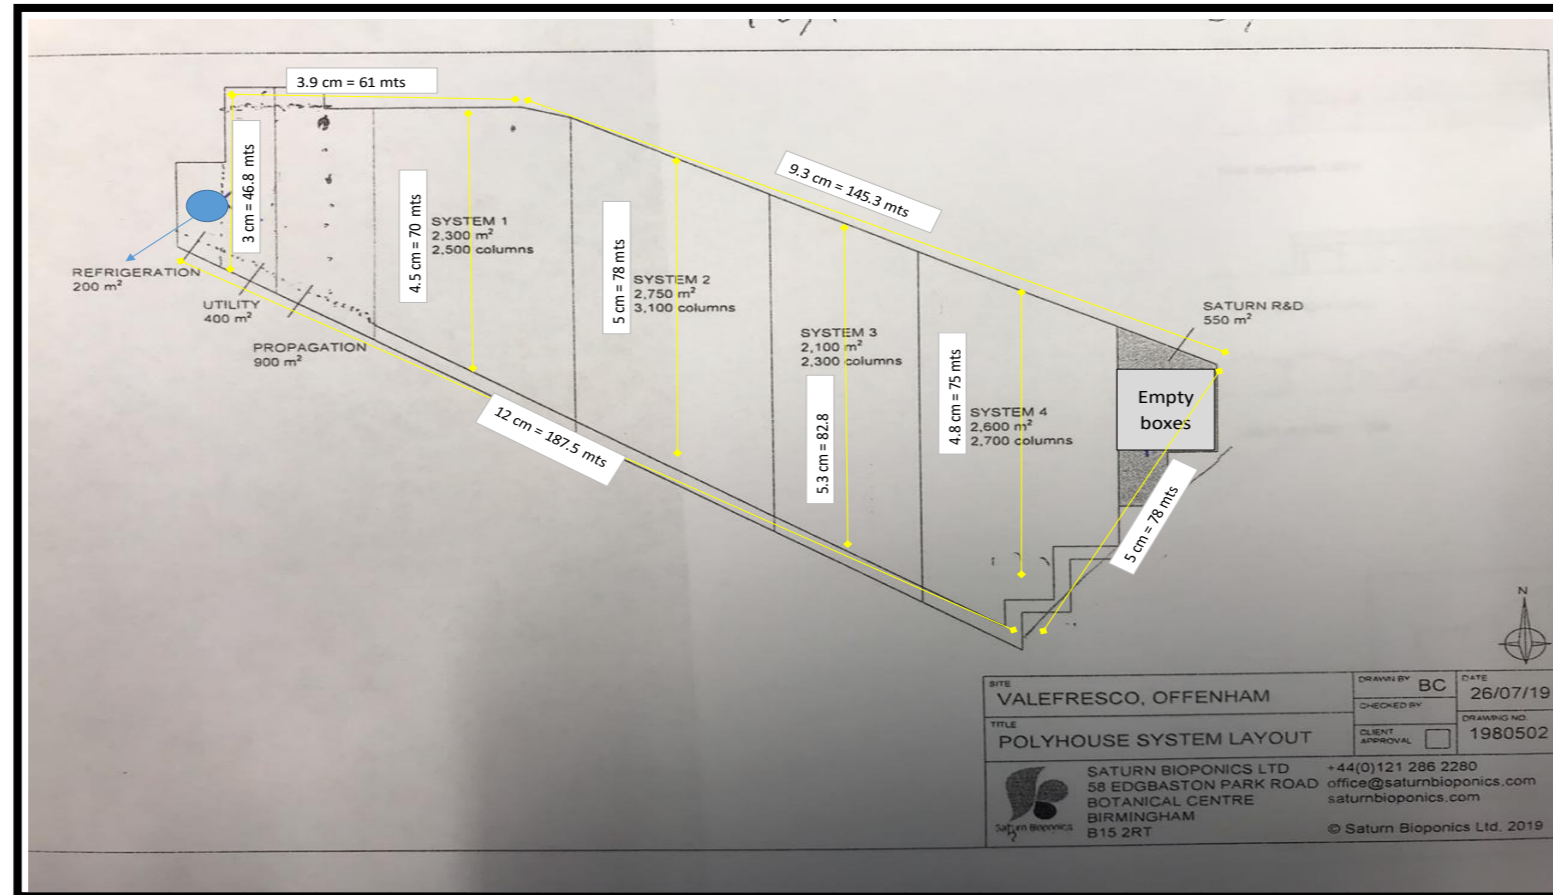 3.9 cm = 61 mts
3 cm = 46.8 mts
9.3 cm = 145.3 mts
4.5 cm = 70 mts
SYSTEM 1
2,300 m²
2,500 columns
5 cm = 78 mts
SYSTEM 2
2,750 m²
3,100 columns
REFRIGERATION
200 m²
UTILITY
400 m²
PROPAGATION
900 m²
SATURN R&D
550 m²
SYSTEM 3
2,100 m²
2,300 columns
5.3 cm = 82.8
4.8 cm = 75 mts
SYSTEM 4
2,600 m²
2,700 columns
Empty
boxes
12 cm = 187.5 mts
5 cm = 78 mts
N
SITE
VALEFRESCO, OFFENHAM
DRAWN BY BC
CHECKED BY
DATE
26/07/19
TITLE
POLYHOUSE SYSTEM LAYOUT
CLIENT
APPROVAL
DRAWING NO.
1980502
Saturn Bioponics
SATURN BIOPONICS LTD
58 EDGBASTON PARK ROAD
BOTANICAL CENTRE
BIRMINGHAM
B15 2RT
+44(0)121 286 2280
office@saturnbioponics.com
saturnbioponics.com
© Saturn Bioponics Ltd. 2019